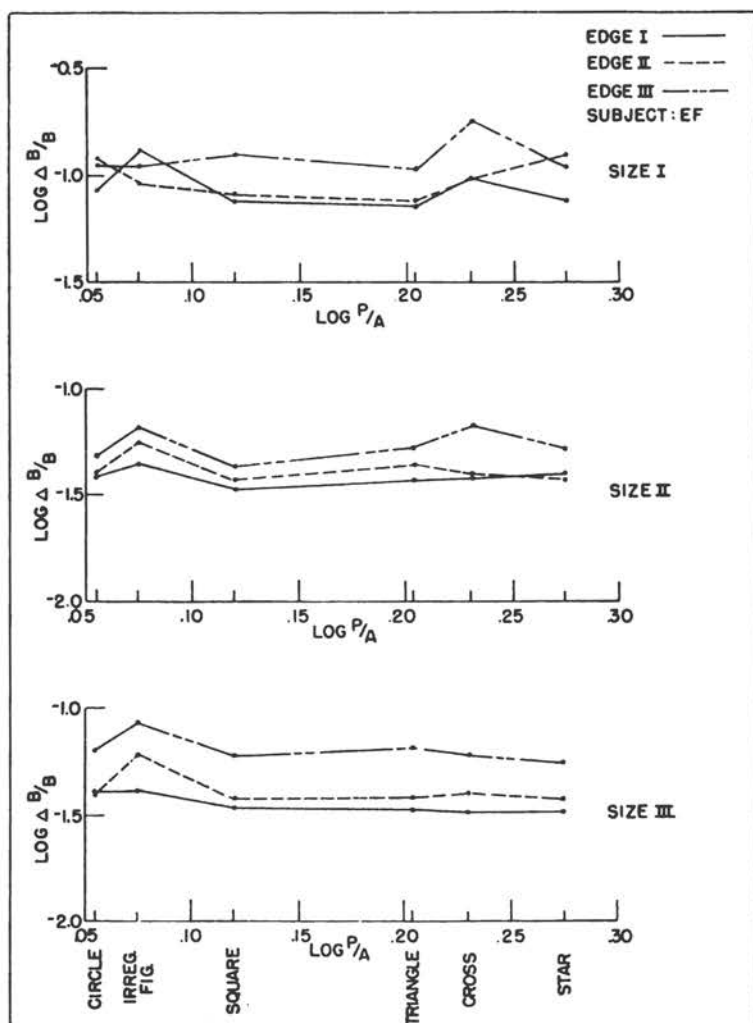 EDGE I
EDGE II
EDGE III
SUBJECT: EF
-0.5
-1.0
-1.5
LOG Δ B/B
SIZE I
.05 .10 .15 .20 .25 .30
LOG P/A
-1.0
-1.5
-2.0
LOG Δ B/B
SIZE II
.05 .10 .15 .20 .25 .30
LOG P/A
-1.0
-1.5
-2.0
LOG Δ B/B
SIZE III
.05 .10 .15 .20 .25 .30
LOG P/A
CIRCLE
IRREG.
FIG.
SQUARE
TRIANGLE
CROSS
STAR